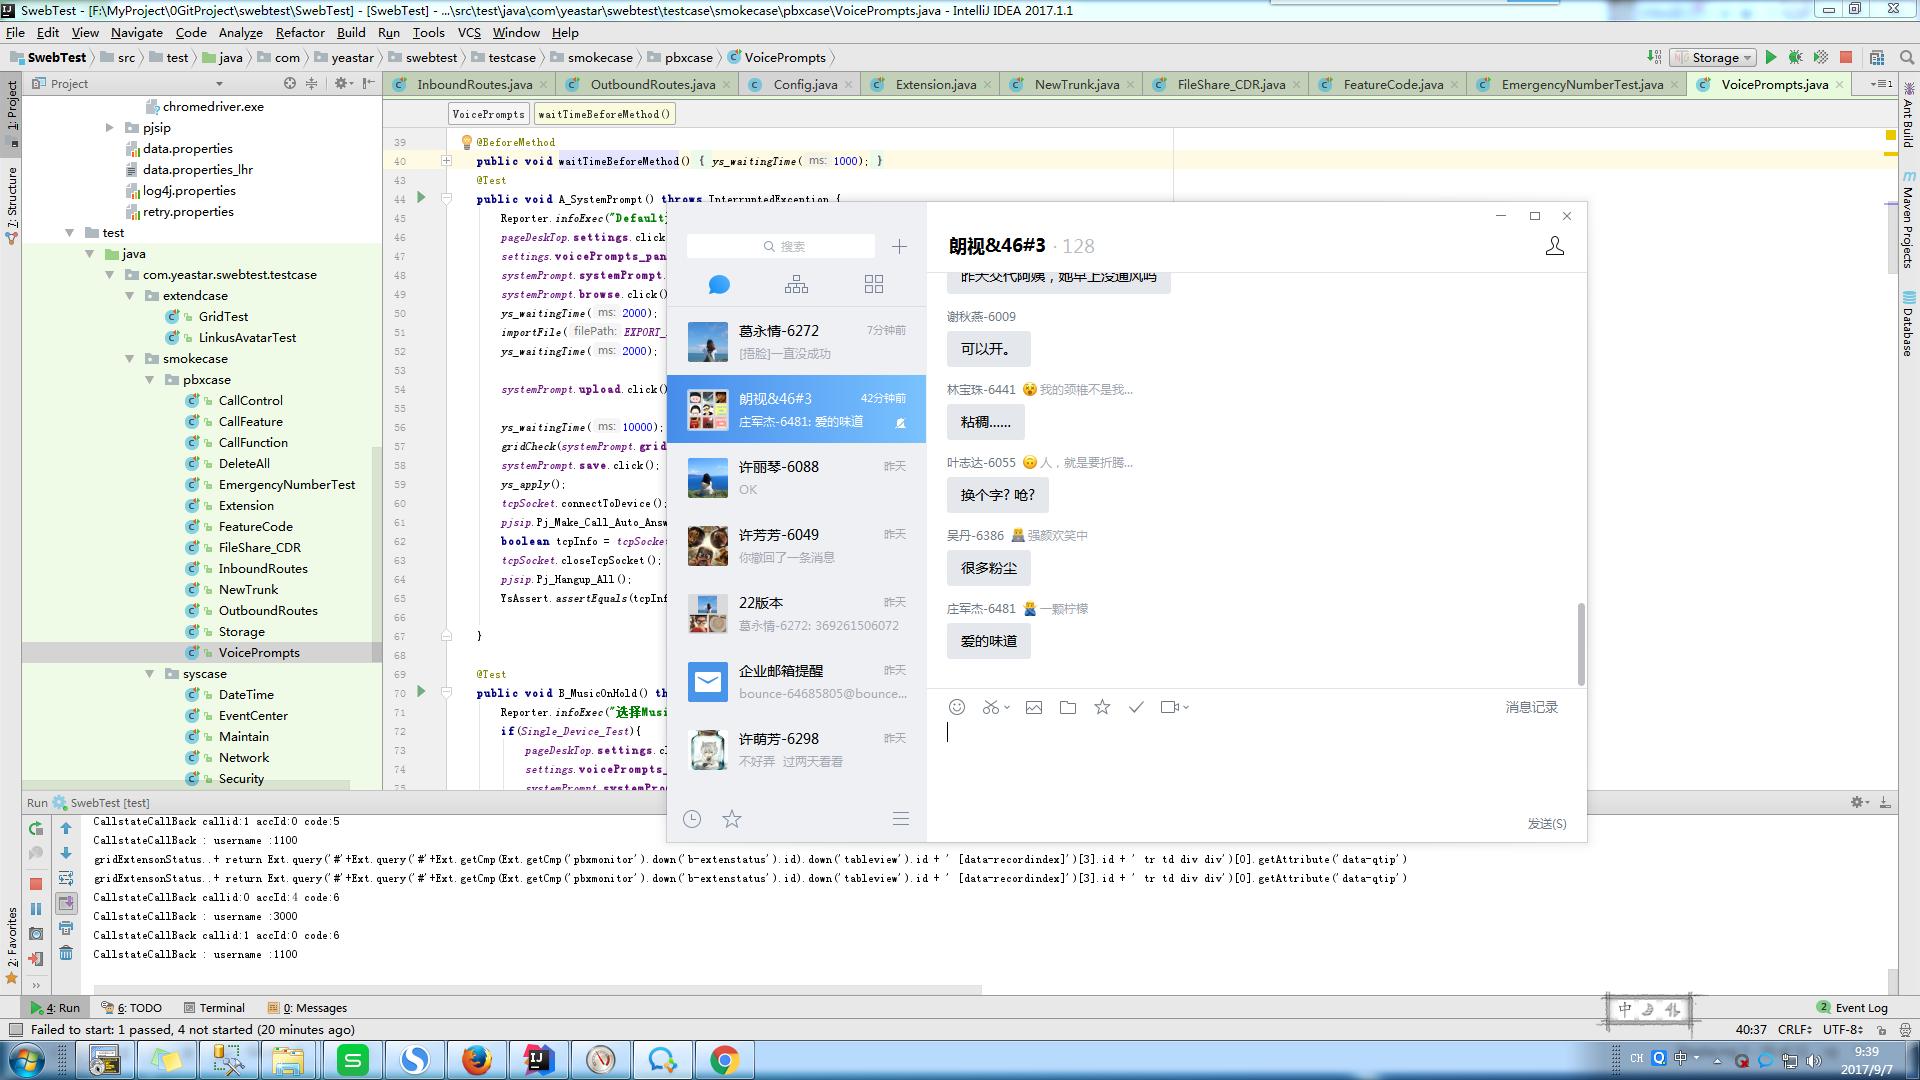 SwebTest - [F:\MyProject\0GitProject\swebtest\SwebTest] - [SwebTest] - ...\src\test\java\com\yeastar\swebtest\testcase\smokecase\pbxcase\VoicePrompts.java - IntelliJ IDEA 2017.1.1
File Edit View Navigate Code Analyze Refactor Build Run Tools VCS Window Help
SwebTest src test java com yeastar swebtest testcase smokecase pbxcase VoicePrompts Storage
Project
InboundRoutes.java OutboundRoutes.java Config.java Extension.java NewTrunk.java FileShare_CDR.java FeatureCode.java EmergencyNumberTest.java VoicePrompts.java
1: Project
7: Structure
2: Favorites
Ant Build
Maven Projects
Database
chromedriver.exe
pjsip
data.properties
data.properties_lhr
log4j.properties
retry.properties
test
java
com.yeastar.swebtest.testcase
extendcase
GridTest
LinkusAvatarTest
smokecase
pbxcase
CallControl
CallFeature
CallFunction
DeleteAll
EmergencyNumberTest
Extension
FeatureCode
FileShare_CDR
InboundRoutes
NewTrunk
OutboundRoutes
Storage
VoicePrompts
syscase
DateTime
EventCenter
Maintain
Network
Security
VoicePrompts waitTimeBeforeMethod()
39 @BeforeMethod
40 public void waitTimeBeforeMethod() { ys_waitingTime( ms: 1000); }
43 @Test
44 public void A_SystemPrompt() throws InterruptedException {
45 Reporter.infoExec("Default
46 pageDeskTop.settings.click
47 settings.voicePrompts_pan
48 systemPrompt.systemPrompt.
49 systemPrompt.browse.click()
50 ys_waitingTime( ms: 2000);
51 importFile( filePath: EXPORT_
52 ys_waitingTime( ms: 2000);
53
54 systemPrompt.upload.click()
55
56 ys_waitingTime( ms: 10000);
57 gridCheck(systemPrompt.grid
58 systemPrompt.save.click();
59 ys_apply();
60 tcpSocket.connectToDevice();
61 pjsip.Pj_Make_Call_Auto_Answ
62 boolean tcpInfo = tcpSocke
63 tcpSocket.closeTcpSocket();
64 pjsip.Pj_Hangup_All();
65 YsAssert.assertEquals(tcpInf
66
67 }
68
69 @Test
70 public void B_MusicOnHold() th
71 Reporter.infoExec("选择Musi
72 if(Single_Device_Test){
73 pageDeskTop.settings.c
74 settings.voicePrompts_
75 systemPrompt.systemPro
搜索
葛永情-6272 7分钟前
[捂脸]一直没成功
朗视&46#3 42分钟前
庄军杰-6481: 爱的味道
许丽琴-6088 昨天
OK
许芳芳-6049 昨天
你撤回了一条消息
22版本 昨天
葛永情-6272: 369261506072
企业邮箱提醒 昨天
bounce-64685805@bounce...
许萌芳-6298 昨天
不好弄 过两天看看
朗视&46#3 · 128
昨天交代阿姨，她早上没通风吗
谢秋燕-6009
可以开。
林宝珠-6441 我的颈椎不是我...
粘稠......
叶志达-6055 人，就是要折腾...
换个字? 呛?
吴丹-6386 强颜欢笑中
很多粉尘
庄军杰-6481 一颗柠檬
爱的味道
消息记录
发送(S)
Run SwebTest [test]
CallstateCallBack callid:1 accId:0 code:5
CallstateCallBack : username :1100
gridExtensonStatus..+ return Ext.query('#'+Ext.query('#'+Ext.getCmp(Ext.getCmp('pbxmonitor').down('b-extenstatus').id).down('tableview').id + ' [data-recordindex]')[3].id + ' tr td div div')[0].getAttribute('data-qtip')
gridExtensonStatus..+ return Ext.query('#'+Ext.query('#'+Ext.getCmp(Ext.getCmp('pbxmonitor').down('b-extenstatus').id).down('tableview').id + ' [data-recordindex]')[3].id + ' tr td div div')[0].getAttribute('data-qtip')
CallstateCallBack callid:0 accId:4 code:6
CallstateCallBack : username :3000
CallstateCallBack callid:1 accId:0 code:6
CallstateCallBack : username :1100
4: Run 6: TODO Terminal 0: Messages 2 Event Log
Failed to start: 1 passed, 4 not started (20 minutes ago) 40:37 CRLF UTF-8
中
CH 中 9:39
2017/9/7